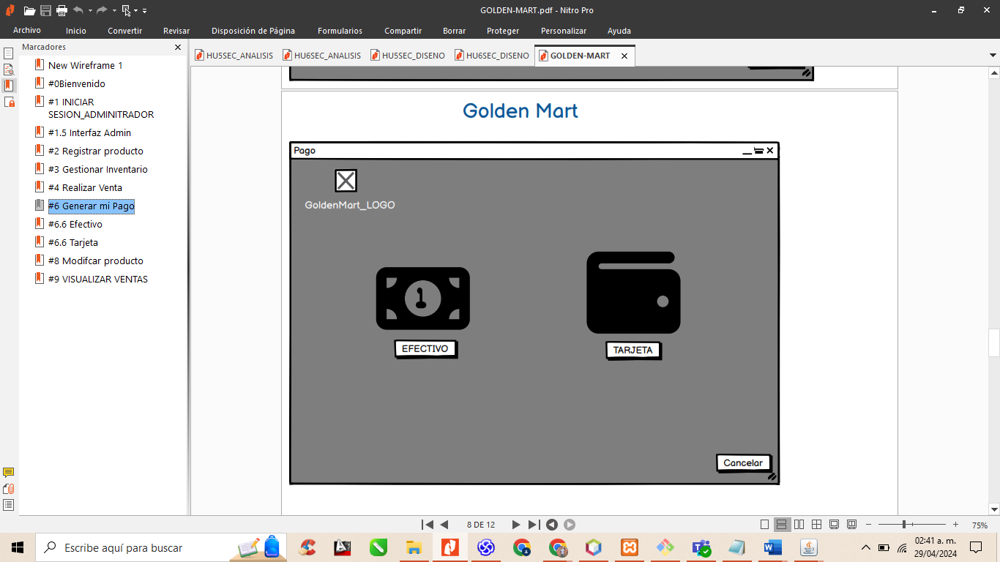 GOLDEN-MART.pdf - Nitro Pro
Archivo Inicio Convertir Revisar Disposición de Página Formularios Compartir Borrar Proteger Personalizar Ayuda
Marcadores
HU5SEC_ANALISIS HU6SEC_ANALISIS HU5SEC_DISENO HU6SEC_DISENO GOLDEN-MART
New Wireframe 1
#0Bienvenido
#1 INICIAR
SESION_ADMINITRADOR
#1.5 Interfaz Admin
#2 Registrar producto
#3 Gestionar Inventario
#4 Realizar Venta
#6 Generar mi Pago
#6.6 Efectivo
#6.6 Tarjeta
#8 Modifcar producto
#9 VISUALIZAR VENTAS
Golden Mart
Pago
GoldenMart_LOGO
1
EFECTIVO
TARJETA
Cancelar
8 DE 12
75%
Escribe aquí para buscar
02:41 a. m.
29/04/2024